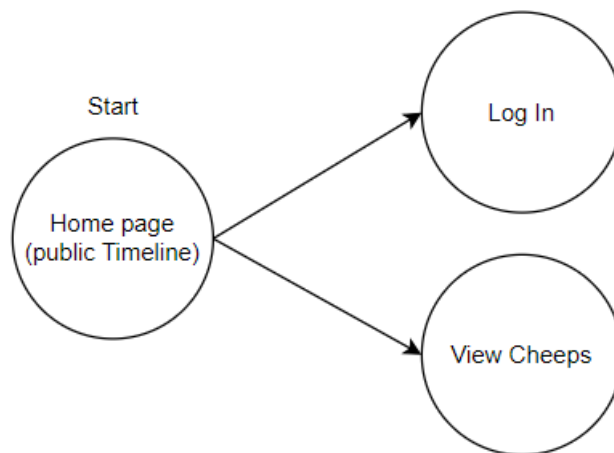 Start
Home page
(public Timeline)
Log In
View Cheeps